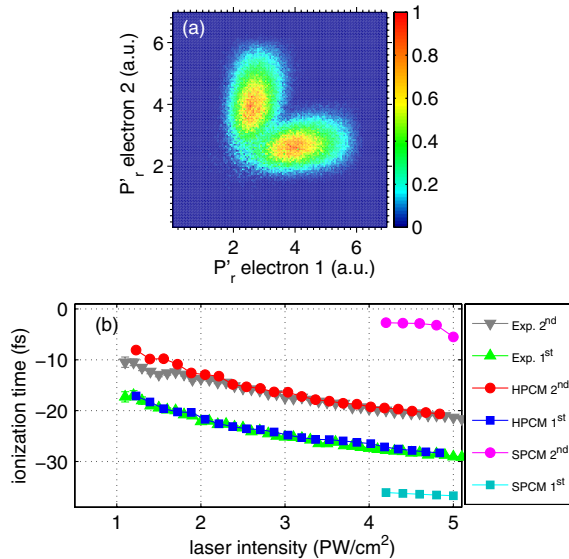 (a)
P'r electron 2 (a.u.)
6
4
2
2 4 6
P'r electron 1 (a.u.)
1
0.8
0.6
0.4
0.2
0
(b)
ionization time (fs)
0
−10
−20
−30
1 2 3 4 5
laser intensity (PW/cm2)
Exp. 2nd
Exp. 1st
HPCM 2nd
HPCM 1st
SPCM 2nd
SPCM 1st